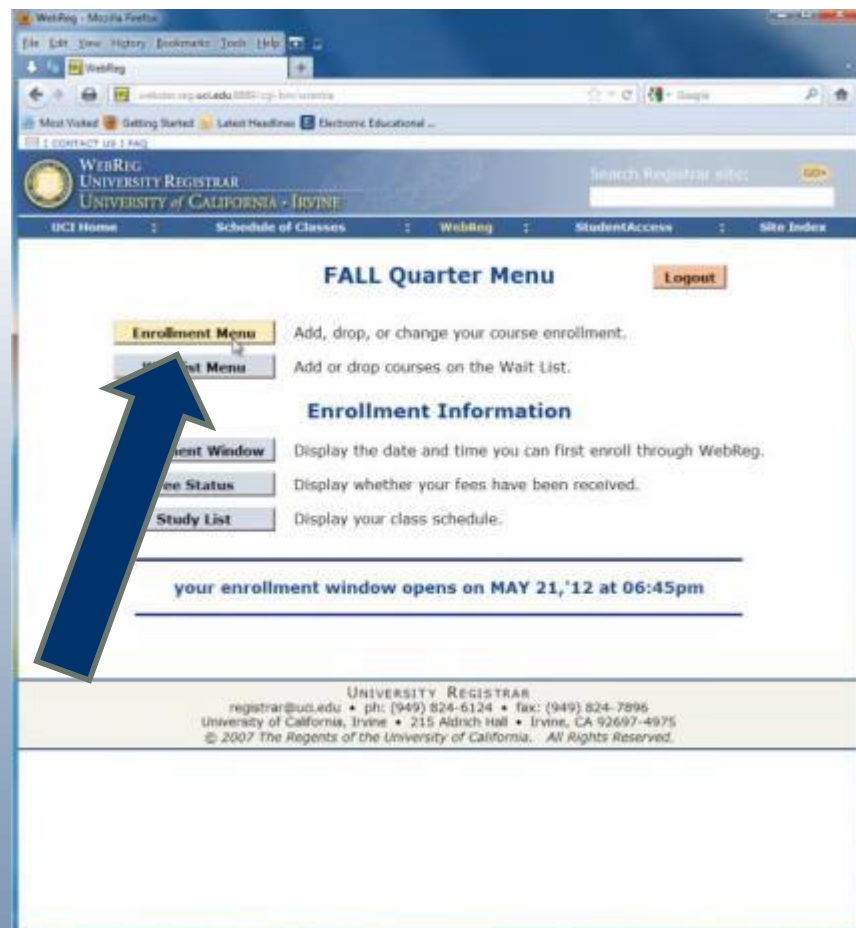 WebReg - Mozilla Firefox
File Edit View History Bookmarks Tools Help
WebReg
Google
Most Visited Getting Started Latest Headlines Electronic Educational ...
CONTACT US | FAQ
WEBREG
UNIVERSITY REGISTRAR
UNIVERSITY of CALIFORNIA • IRVINE
Search Registrar site: GO»
UCI Home : Schedule of Classes : WebReg : StudentAccess : Site Index
FALL Quarter Menu Logout
Enrollment Menu Add, drop, or change your course enrollment.
st Menu Add or drop courses on the Wait List.
Enrollment Information
ent Window Display the date and time you can first enroll through WebReg.
ee Status Display whether your fees have been received.
Study List Display your class schedule.
your enrollment window opens on MAY 21,'12 at 06:45pm
UNIVERSITY REGISTRAR
registrar@uci.edu • ph: (949) 824-6124 • fax: (949) 824-7896
University of California, Irvine • 215 Aldrich Hall • Irvine, CA 92697-4975
© 2007 The Regents of the University of California. All Rights Reserved.